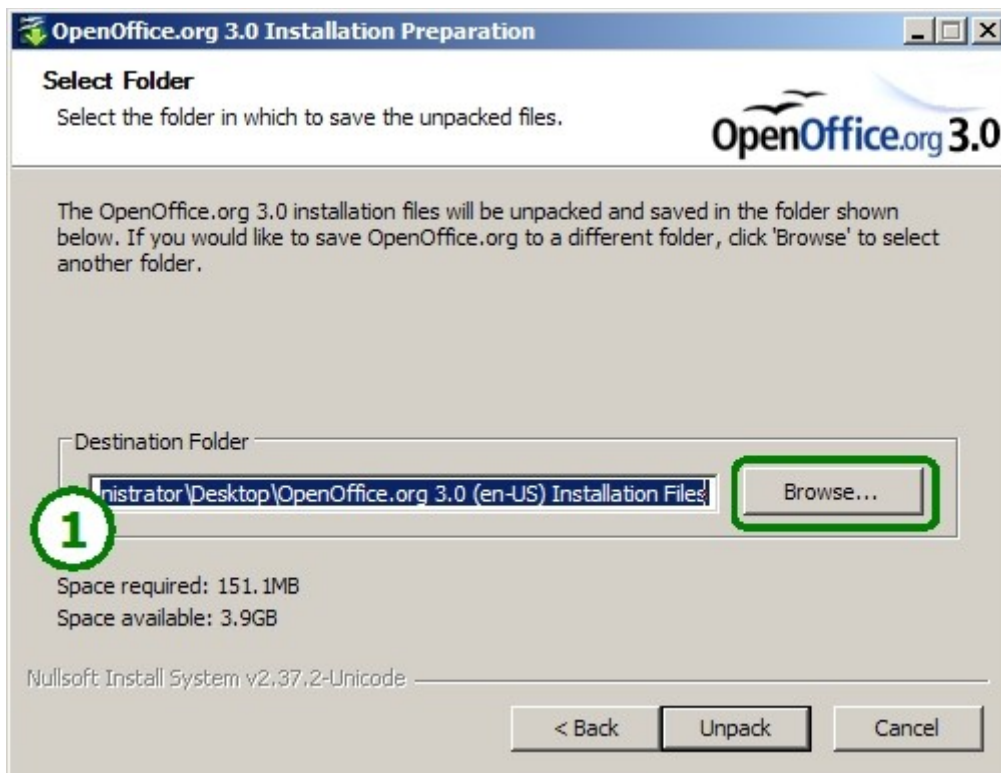 OpenOffice.org 3.0 Installation Preparation
Select Folder
Select the folder in which to save the unpacked files.
OpenOffice.org 3.0
The OpenOffice.org 3.0 installation files will be unpacked and saved in the folder shown
below. If you would like to save OpenOffice.org to a different folder, click 'Browse' to select
another folder.
Destination Folder
nistrator\Desktop\OpenOffice.org 3.0 (en-US) Installation Files
Browse...
1
Space required: 151.1MB
Space available: 3.9GB
Nullsoft Install System v2.37.2-Unicode
< Back
Unpack
Cancel